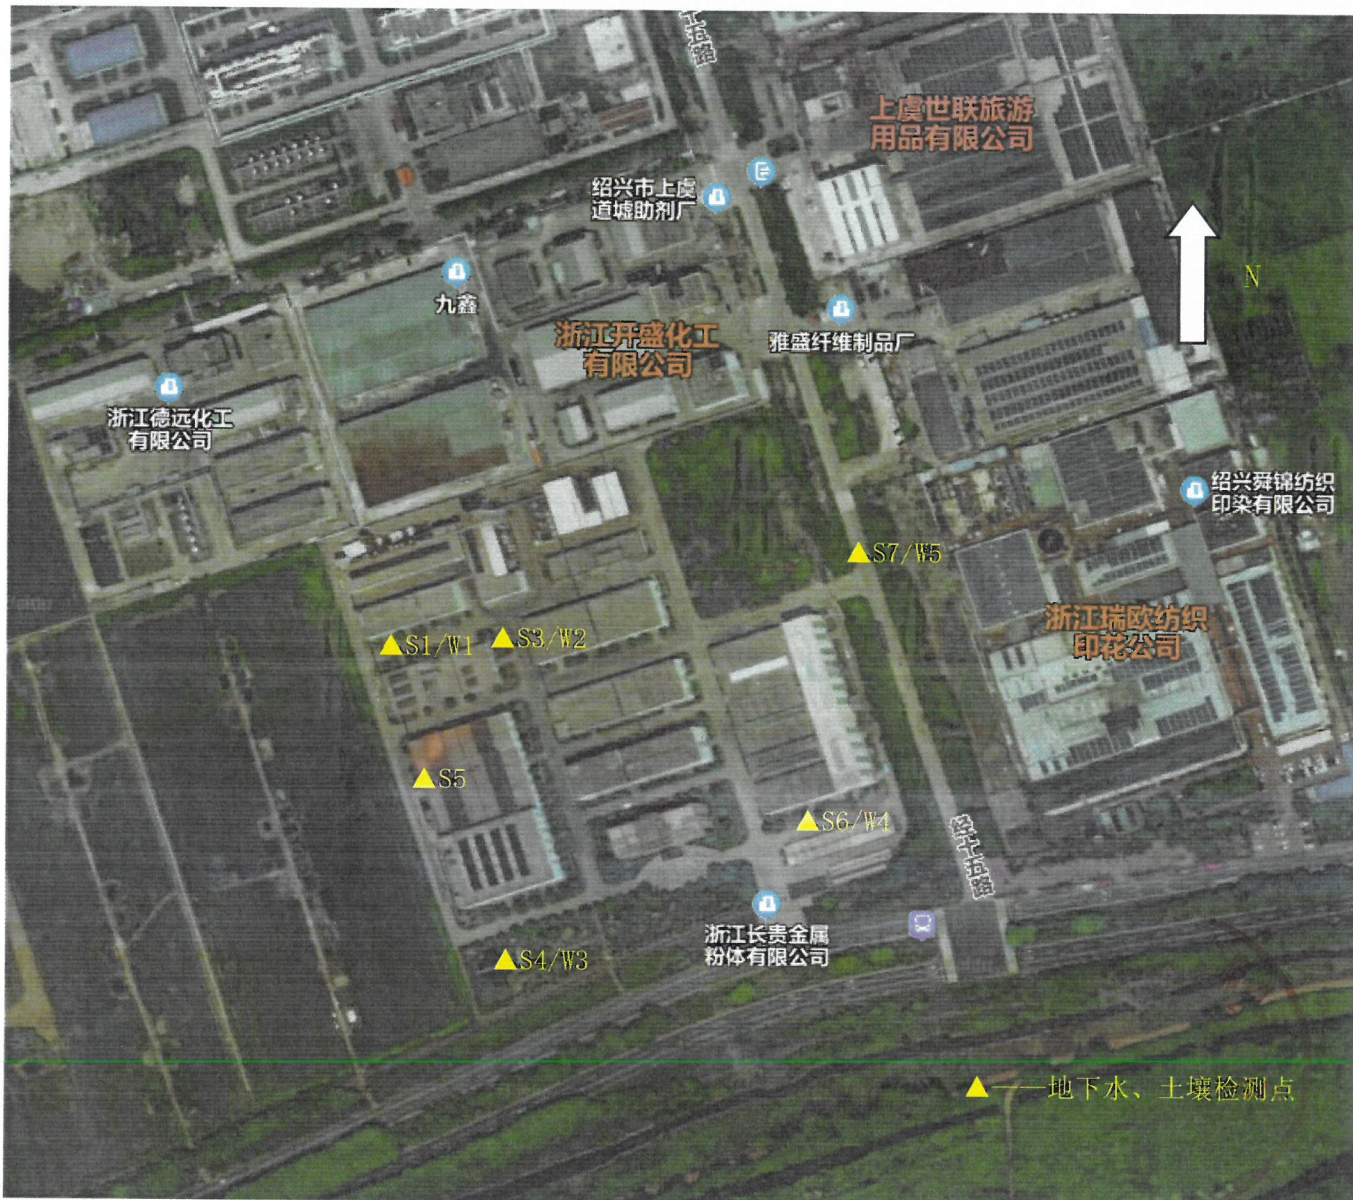 十五路
上虞世联旅游
用品有限公司
绍兴市上虞
道墟助剂厂
N
九鑫
浙江开盛化工
有限公司
雅盛纤维制品厂
浙江德远化工
有限公司
绍兴舜锦纺织
印染有限公司
S7/W5
浙江瑞欧纺织
印花公司
S1/W1
S3/W2
S5
S6/W4
浙江长贵金属
粉体有限公司
S4/W3
——地下水、土壤检测点